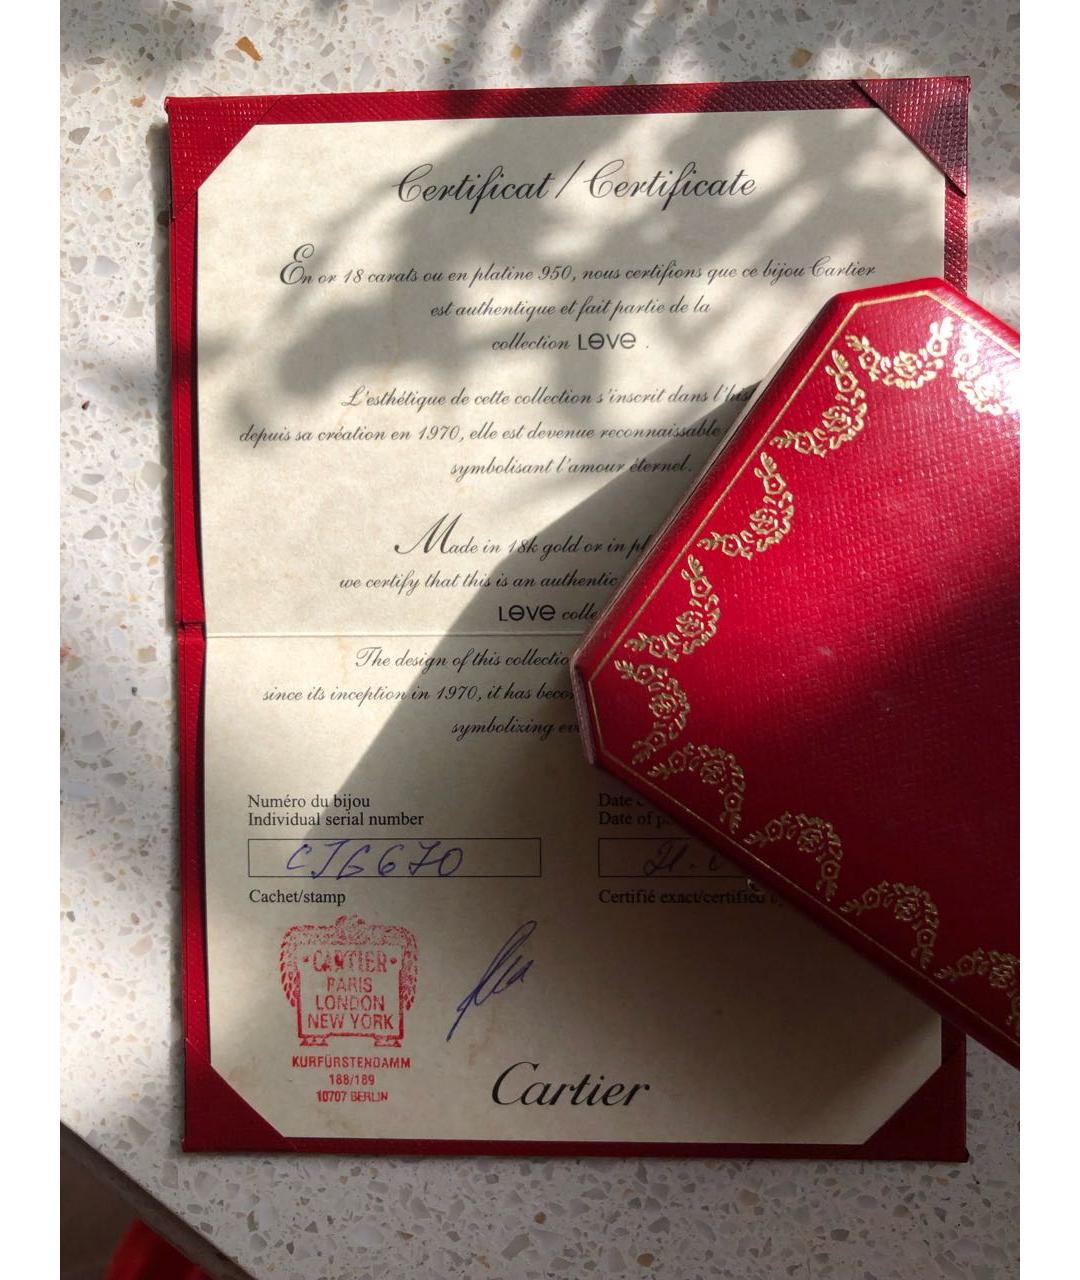 Certificat / Certificate
En or 18 carats ou en platine 950, nous certifions que ce bijou Cartier
est authentique et fait partie de la
collection LOVE .
L'esthétique de cette collection s'inscrit dans l'
depuis sa création en 1970, elle est devenue reconnaissable
symbolisant l'amour éternel.
Made in 18k gold or in
we certify that this is an authentic
LOVE
The design of this
since its inception in 1970, it has
symbolizing
Numéro du bijou
Individual serial number
Date
Date of
CJ6670
21.
Cachet/stamp
Certifié exact/certified
CARTIER
PARIS
LONDON
NEW YORK
KURFÜRSTENDAMM
188/189
10707 BERLIN
Cartier